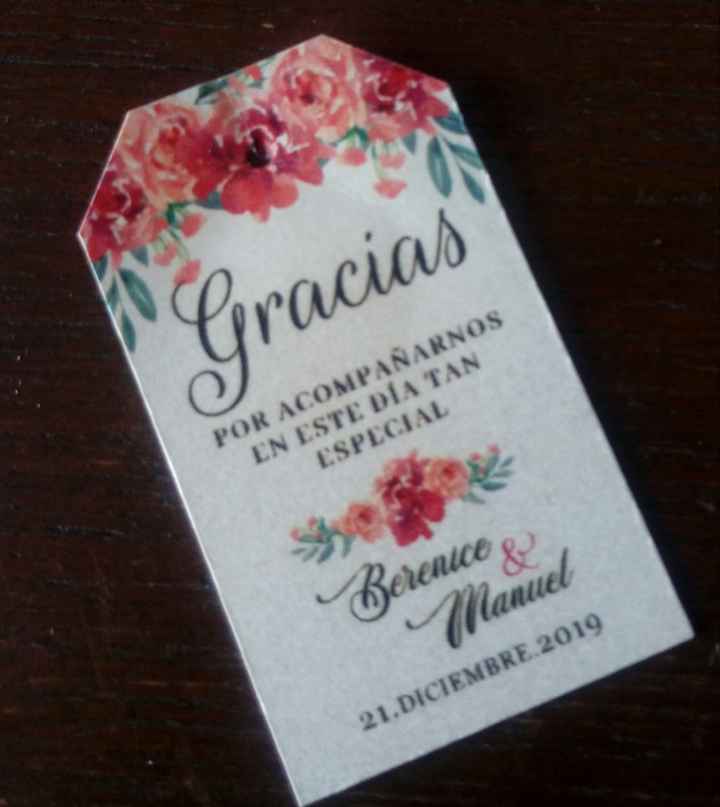 Gracias
POR ACOMPAÑARNOS
EN ESTE DÍA TAN
ESPECIAL
Berenice &
Manuel
21.DICIEMBRE.2019